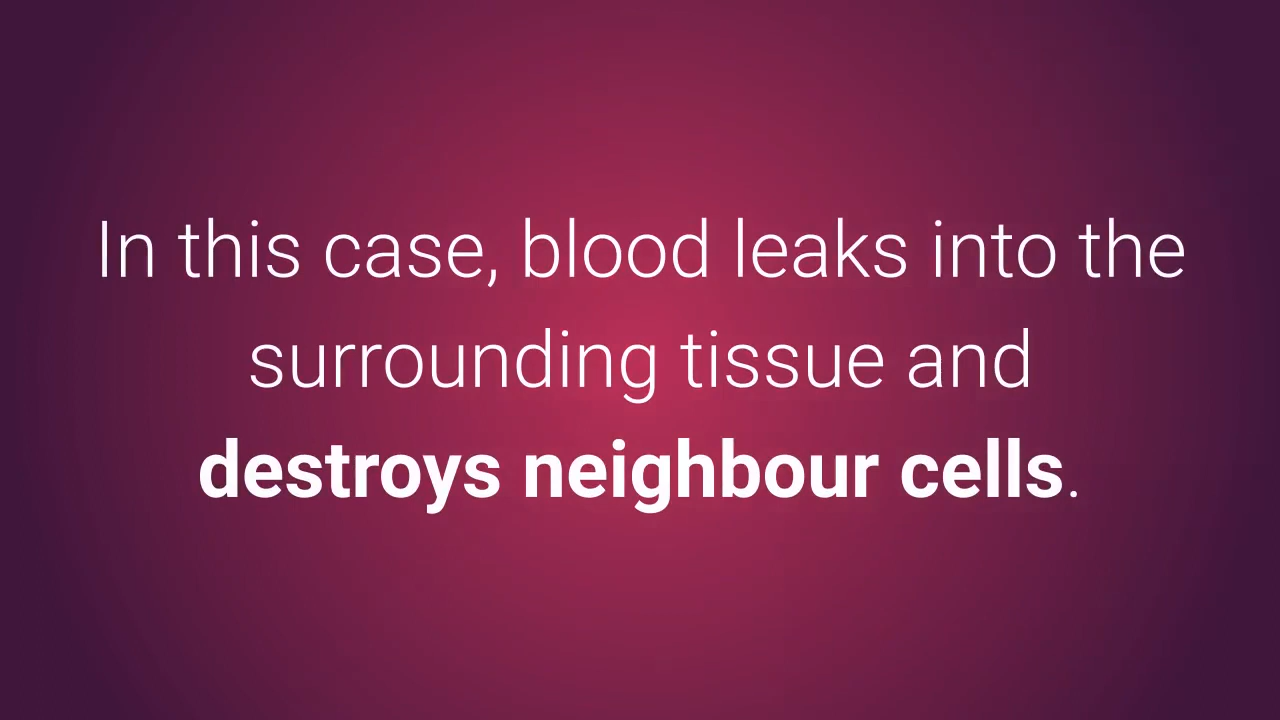 In this case, blood leaks into the
surrounding tissue and
destroys neighbour cells.